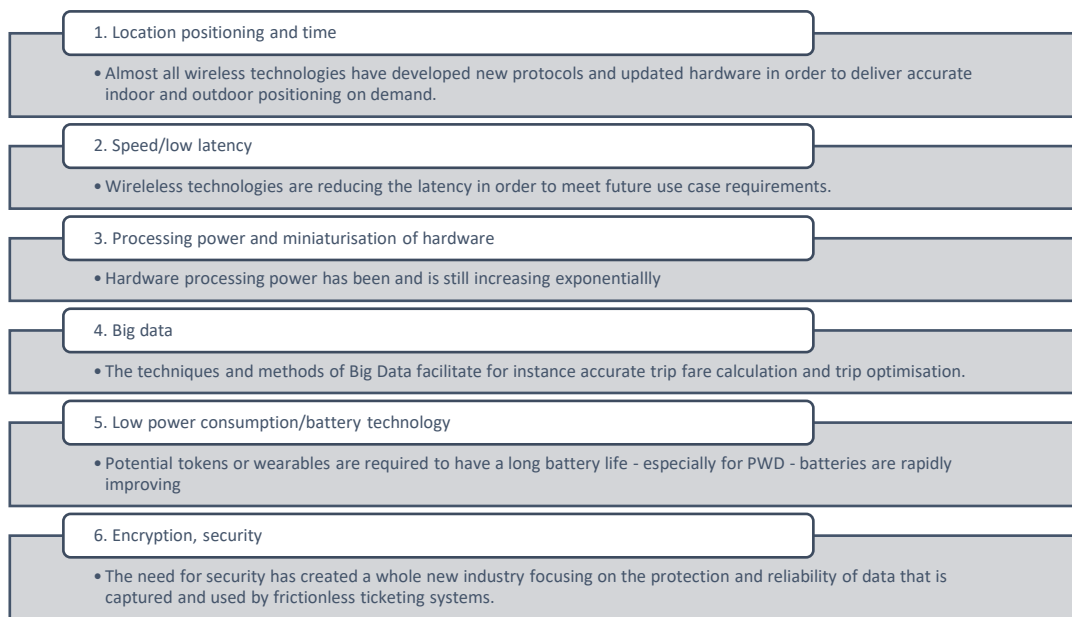 1. Location positioning and time
• Almost all wireless technologies have developed new protocols and updated hardware in order to deliver accurate
indoor and outdoor positioning on demand.
2. Speed/low latency
• Wireleless technologies are reducing the latency in order to meet future use case requirements.
3. Processing power and miniaturisation of hardware
• Hardware processing power has been and is still increasing exponentiallly
4. Big data
• The techniques and methods of Big Data facilitate for instance accurate trip fare calculation and trip optimisation.
5. Low power consumption/battery technology
• Potential tokens or wearables are required to have a long battery life - especially for PWD - batteries are rapidly
improving
6. Encryption, security
• The need for security has created a whole new industry focusing on the protection and reliability of data that is
captured and used by frictionless ticketing systems.